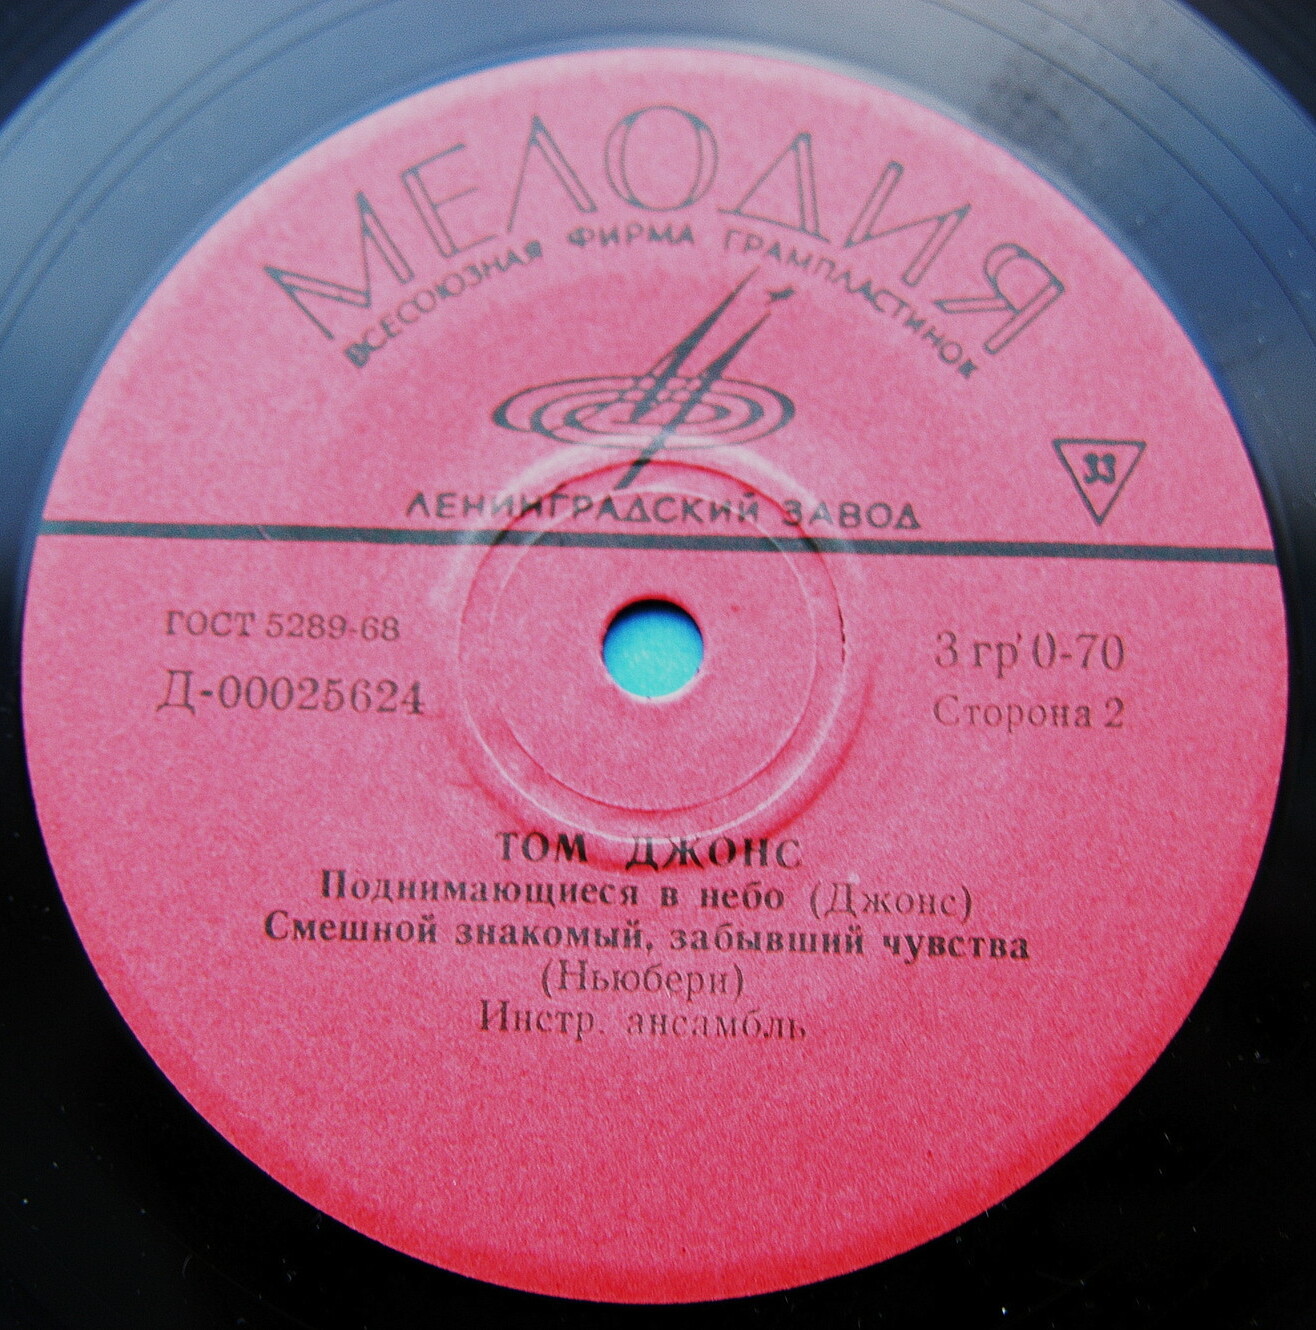 МЕЛОДИЯ
ВСЕСОЮЗНАЯ ФИРМА ГРАМПЛАСТИНОК
33
ЛЕНИНГРАДСКИЙ ЗАВОД
ГОСТ 5289-68
Д-00025624
3 гр' 0-70
Сторона 2
ТОМ ДЖОНС
Поднимающиеся в небо (Джонс)
Смешной знакомый, забывший чувства
(Ньюбери)
Инстр. ансамбль